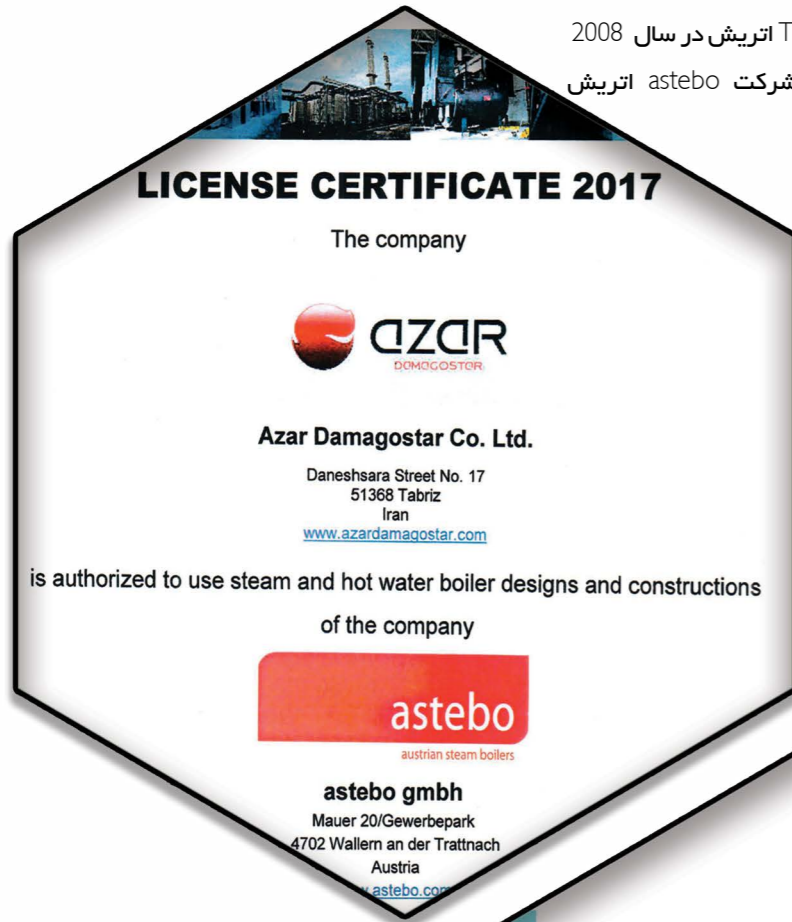 اتریش در سال 2008
شرکت astebo اتریش
LICENSE CERTIFICATE 2017
The company
AZAR
DAMAGOSTAR
Azar Damagostar Co. Ltd.
Daneshsara Street No. 17
51368 Tabriz
Iran
www.azardamagostar.com
is authorized to use steam and hot water boiler designs and constructions
of the company
astebo
austrian steam boilers
astebo gmbh
Mauer 20/Gewerbepark
4702 Wallern an der Trattnach
Austria
.astebo.com